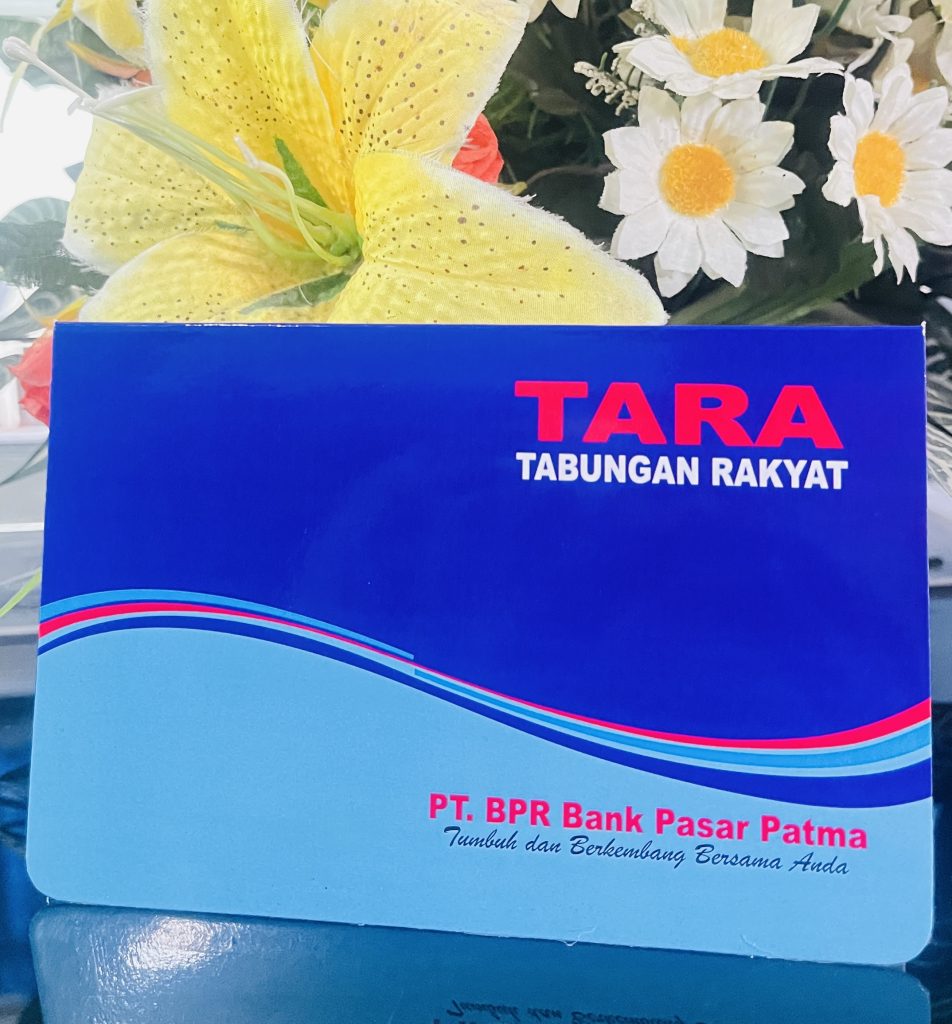 TARA
TABUNGAN RAKYAT
PT. BPR Bank Pasar Patma
Tumbuh dan Berkembang Bersama Anda